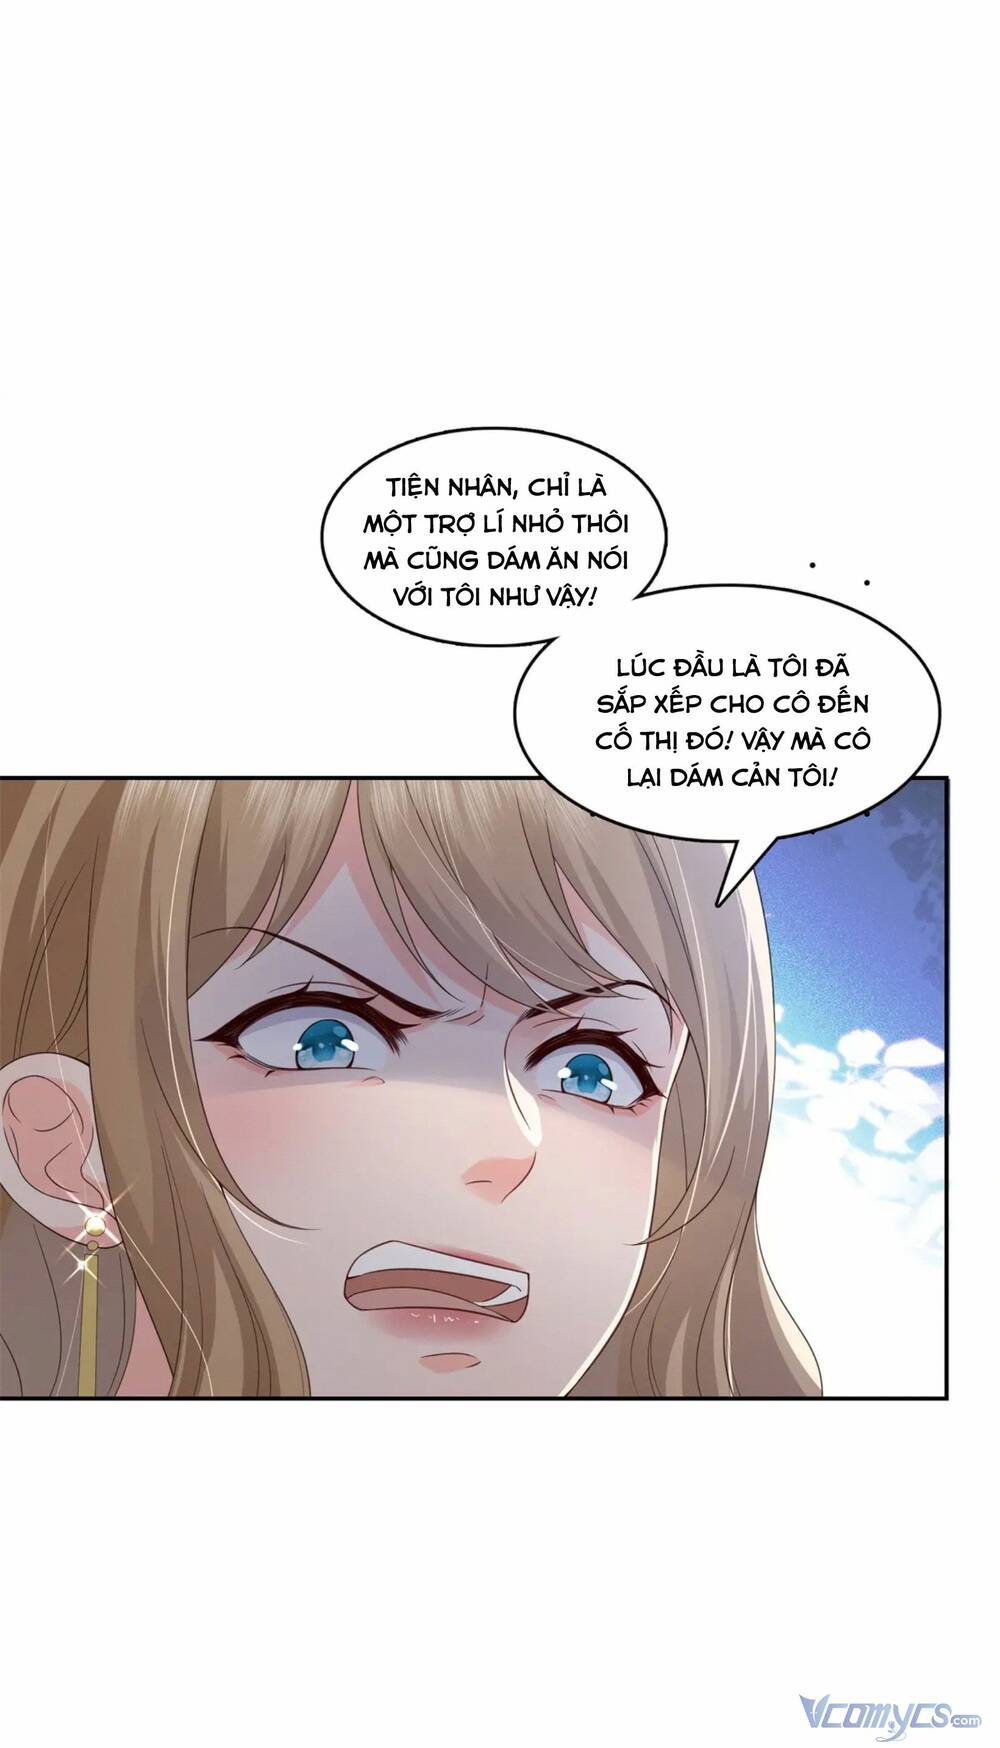 TIỆN NHÂN, CHỈ LÀ
MỘT TRỢ LÍ NHỎ THÔI
MÀ CŨNG DÁM ĂN NÓI
VỚI TÔI NHƯ VẬY!
LÚC ĐẦU LÀ TÔI ĐÃ
SẮP XẾP CHO CÔ ĐẾN
CỐ THỊ ĐÓ! VẬY MÀ CÔ
LẠI DÁM CẢN TÔI!
VCOMYCS.com